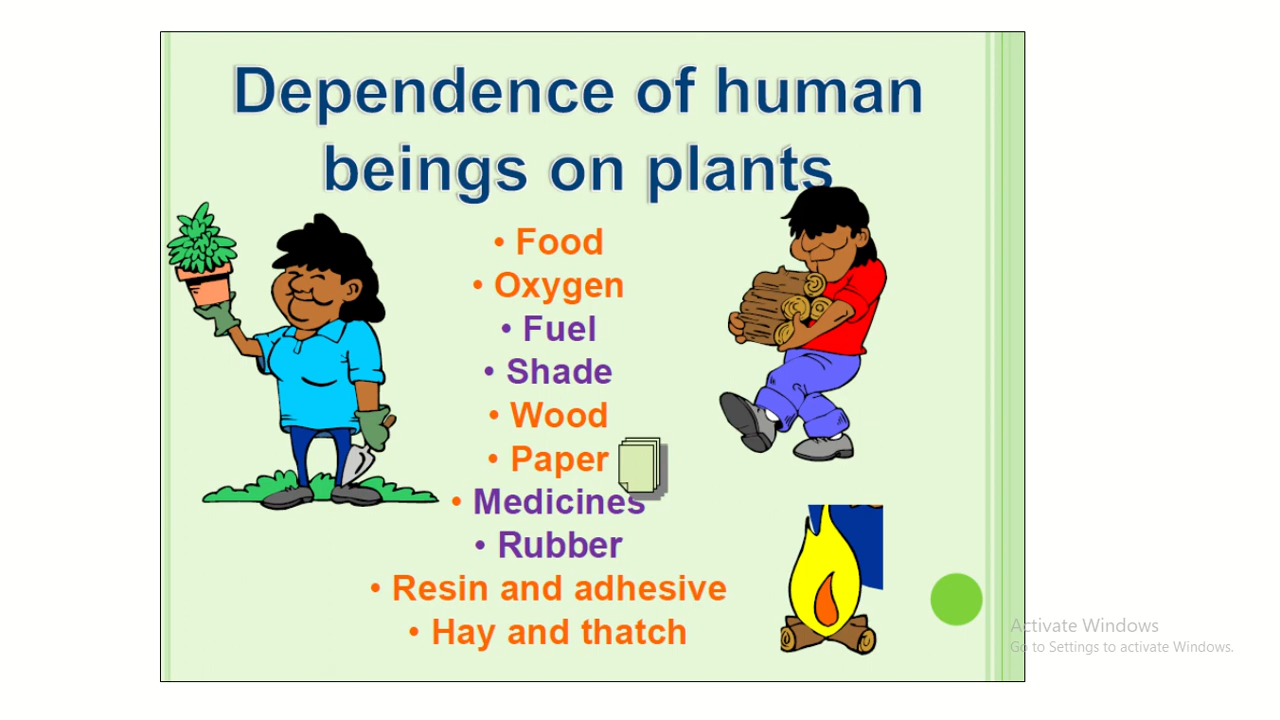 Dependence of human
beings on plants
• Food
• Oxygen
• Fuel
• Shade
• Wood
• Paper
• Medicines
• Rubber
• Resin and adhesive
• Hay and thatch
Activate Windows
Go to Settings to activate Windows.